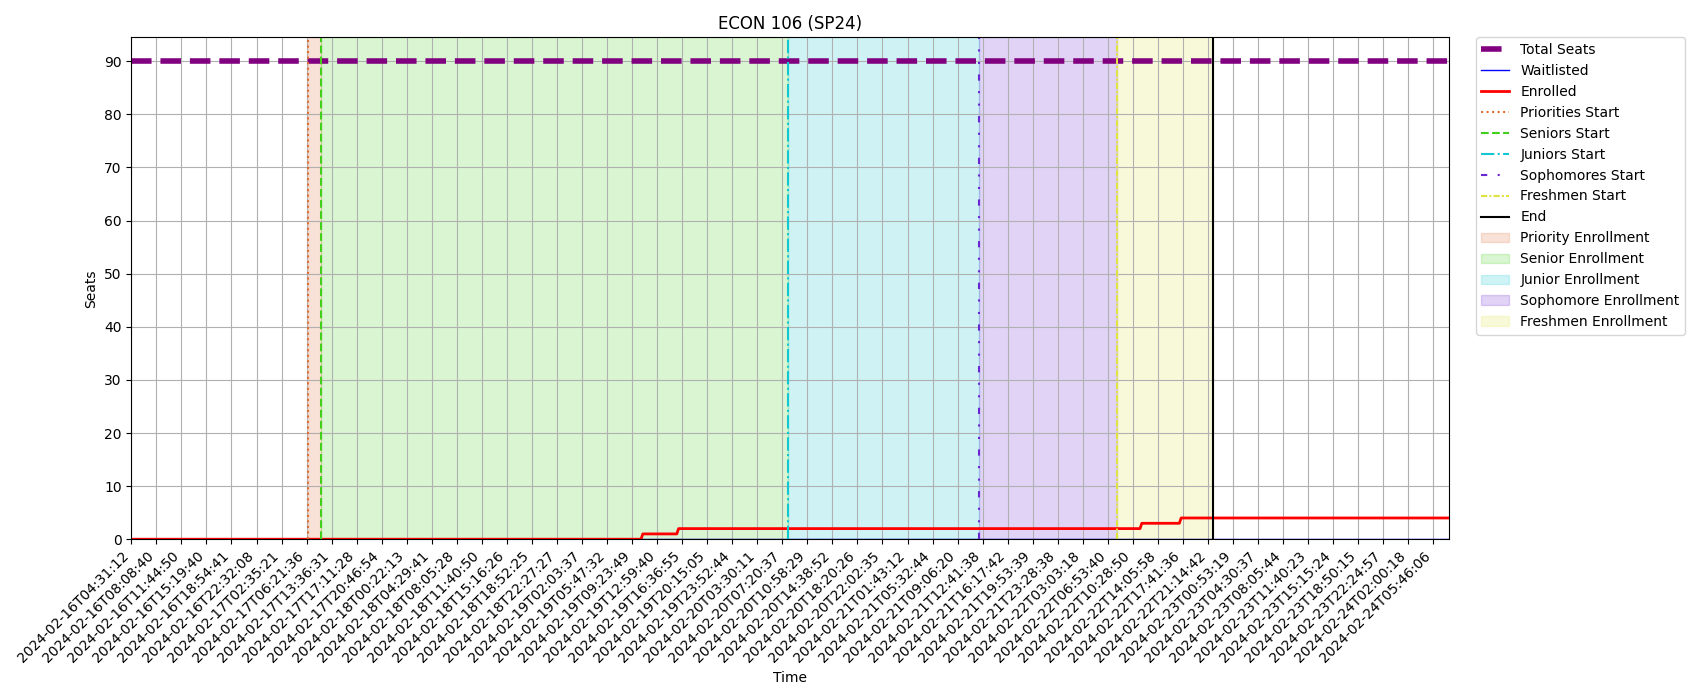 ECON 106 (SP24)
Seats
90
80
70
60
50
40
30
20
10
0
2024-02-16T04:31:12
2024-02-16T08:08:40
2024-02-16T11:44:50
2024-02-16T15:19:40
2024-02-16T18:54:41
2024-02-16T22:32:08
2024-02-17T02:35:21
2024-02-17T06:21:36
2024-02-17T13:36:31
2024-02-17T17:11:28
2024-02-17T20:46:54
2024-02-18T00:22:13
2024-02-18T04:29:41
2024-02-18T08:05:28
2024-02-18T11:40:50
2024-02-18T15:16:26
2024-02-18T18:52:25
2024-02-18T22:27:27
2024-02-19T02:03:37
2024-02-19T05:47:32
2024-02-19T09:23:49
2024-02-19T12:59:40
2024-02-19T16:36:55
2024-02-19T20:15:05
2024-02-19T23:52:44
2024-02-20T03:30:11
2024-02-20T07:20:37
2024-02-20T10:58:29
2024-02-20T14:38:52
2024-02-20T18:20:26
2024-02-20T22:02:35
2024-02-21T01:43:12
2024-02-21T05:32:44
2024-02-21T09:06:20
2024-02-21T12:41:38
2024-02-21T16:17:42
2024-02-21T19:53:39
2024-02-21T23:28:38
2024-02-22T03:03:18
2024-02-22T06:53:40
2024-02-22T10:28:50
2024-02-22T14:05:58
2024-02-22T17:41:36
2024-02-22T21:14:42
2024-02-23T00:53:19
2024-02-23T04:30:37
2024-02-23T08:05:44
2024-02-23T11:40:23
2024-02-23T15:15:24
2024-02-23T18:50:15
2024-02-23T22:24:57
2024-02-24T02:00:18
2024-02-24T05:46:06
Time
Total Seats
Waitlisted
Enrolled
Priorities Start
Seniors Start
Juniors Start
Sophomores Start
Freshmen Start
End
Priority Enrollment
Senior Enrollment
Junior Enrollment
Sophomore Enrollment
Freshmen Enrollment